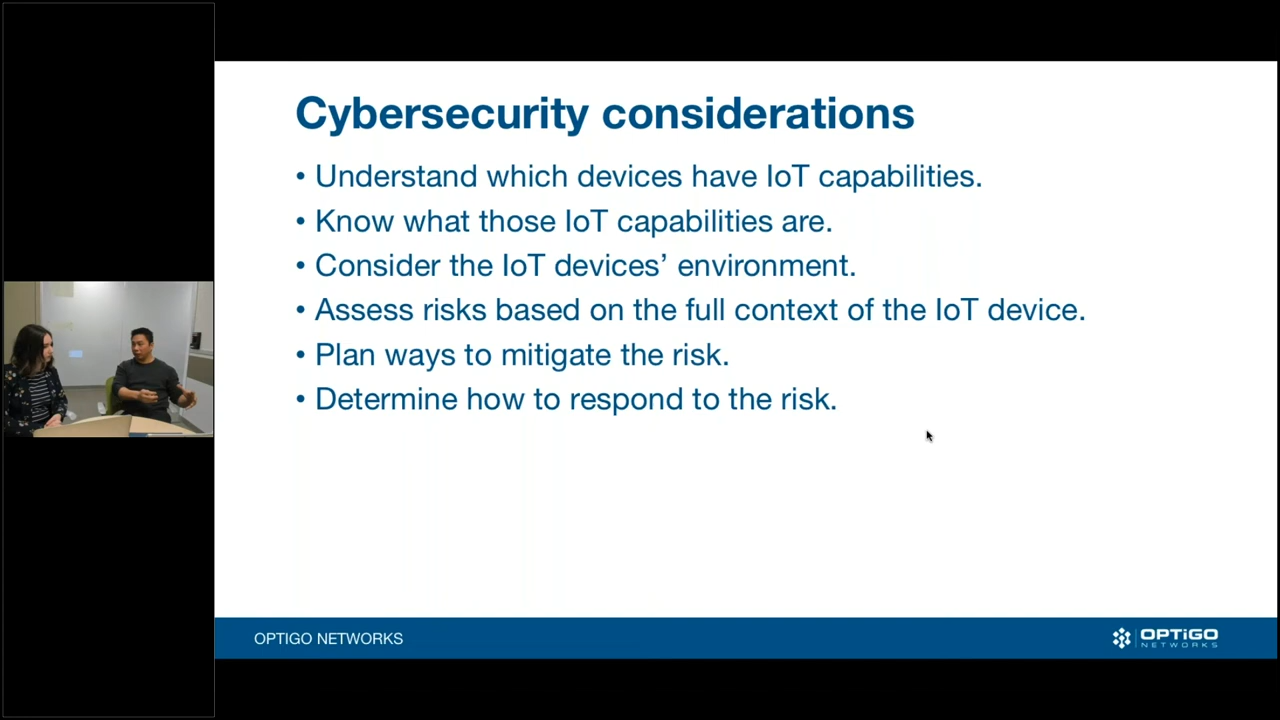 Cybersecurity considerations
• Understand which devices have IoT capabilities.
• Know what those IoT capabilities are.
• Consider the IoT devices’ environment.
• Assess risks based on the full context of the IoT device.
• Plan ways to mitigate the risk.
• Determine how to respond to the risk.
OPTIGO NETWORKS
OPTiGO
NETWORKS